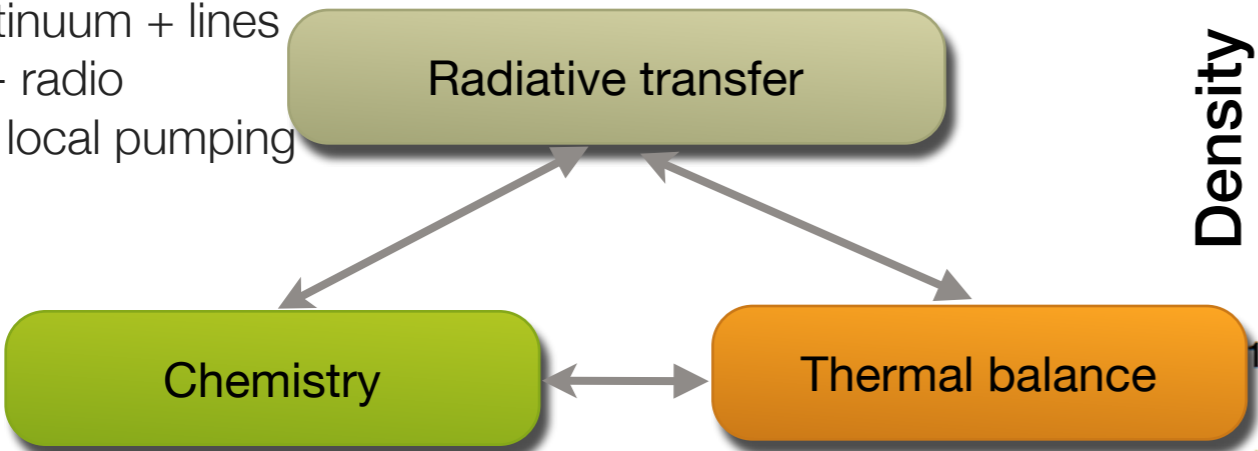 tinuum + lines
radio
local pumping
Radiative transfer
Density
Chemistry
Thermal balance